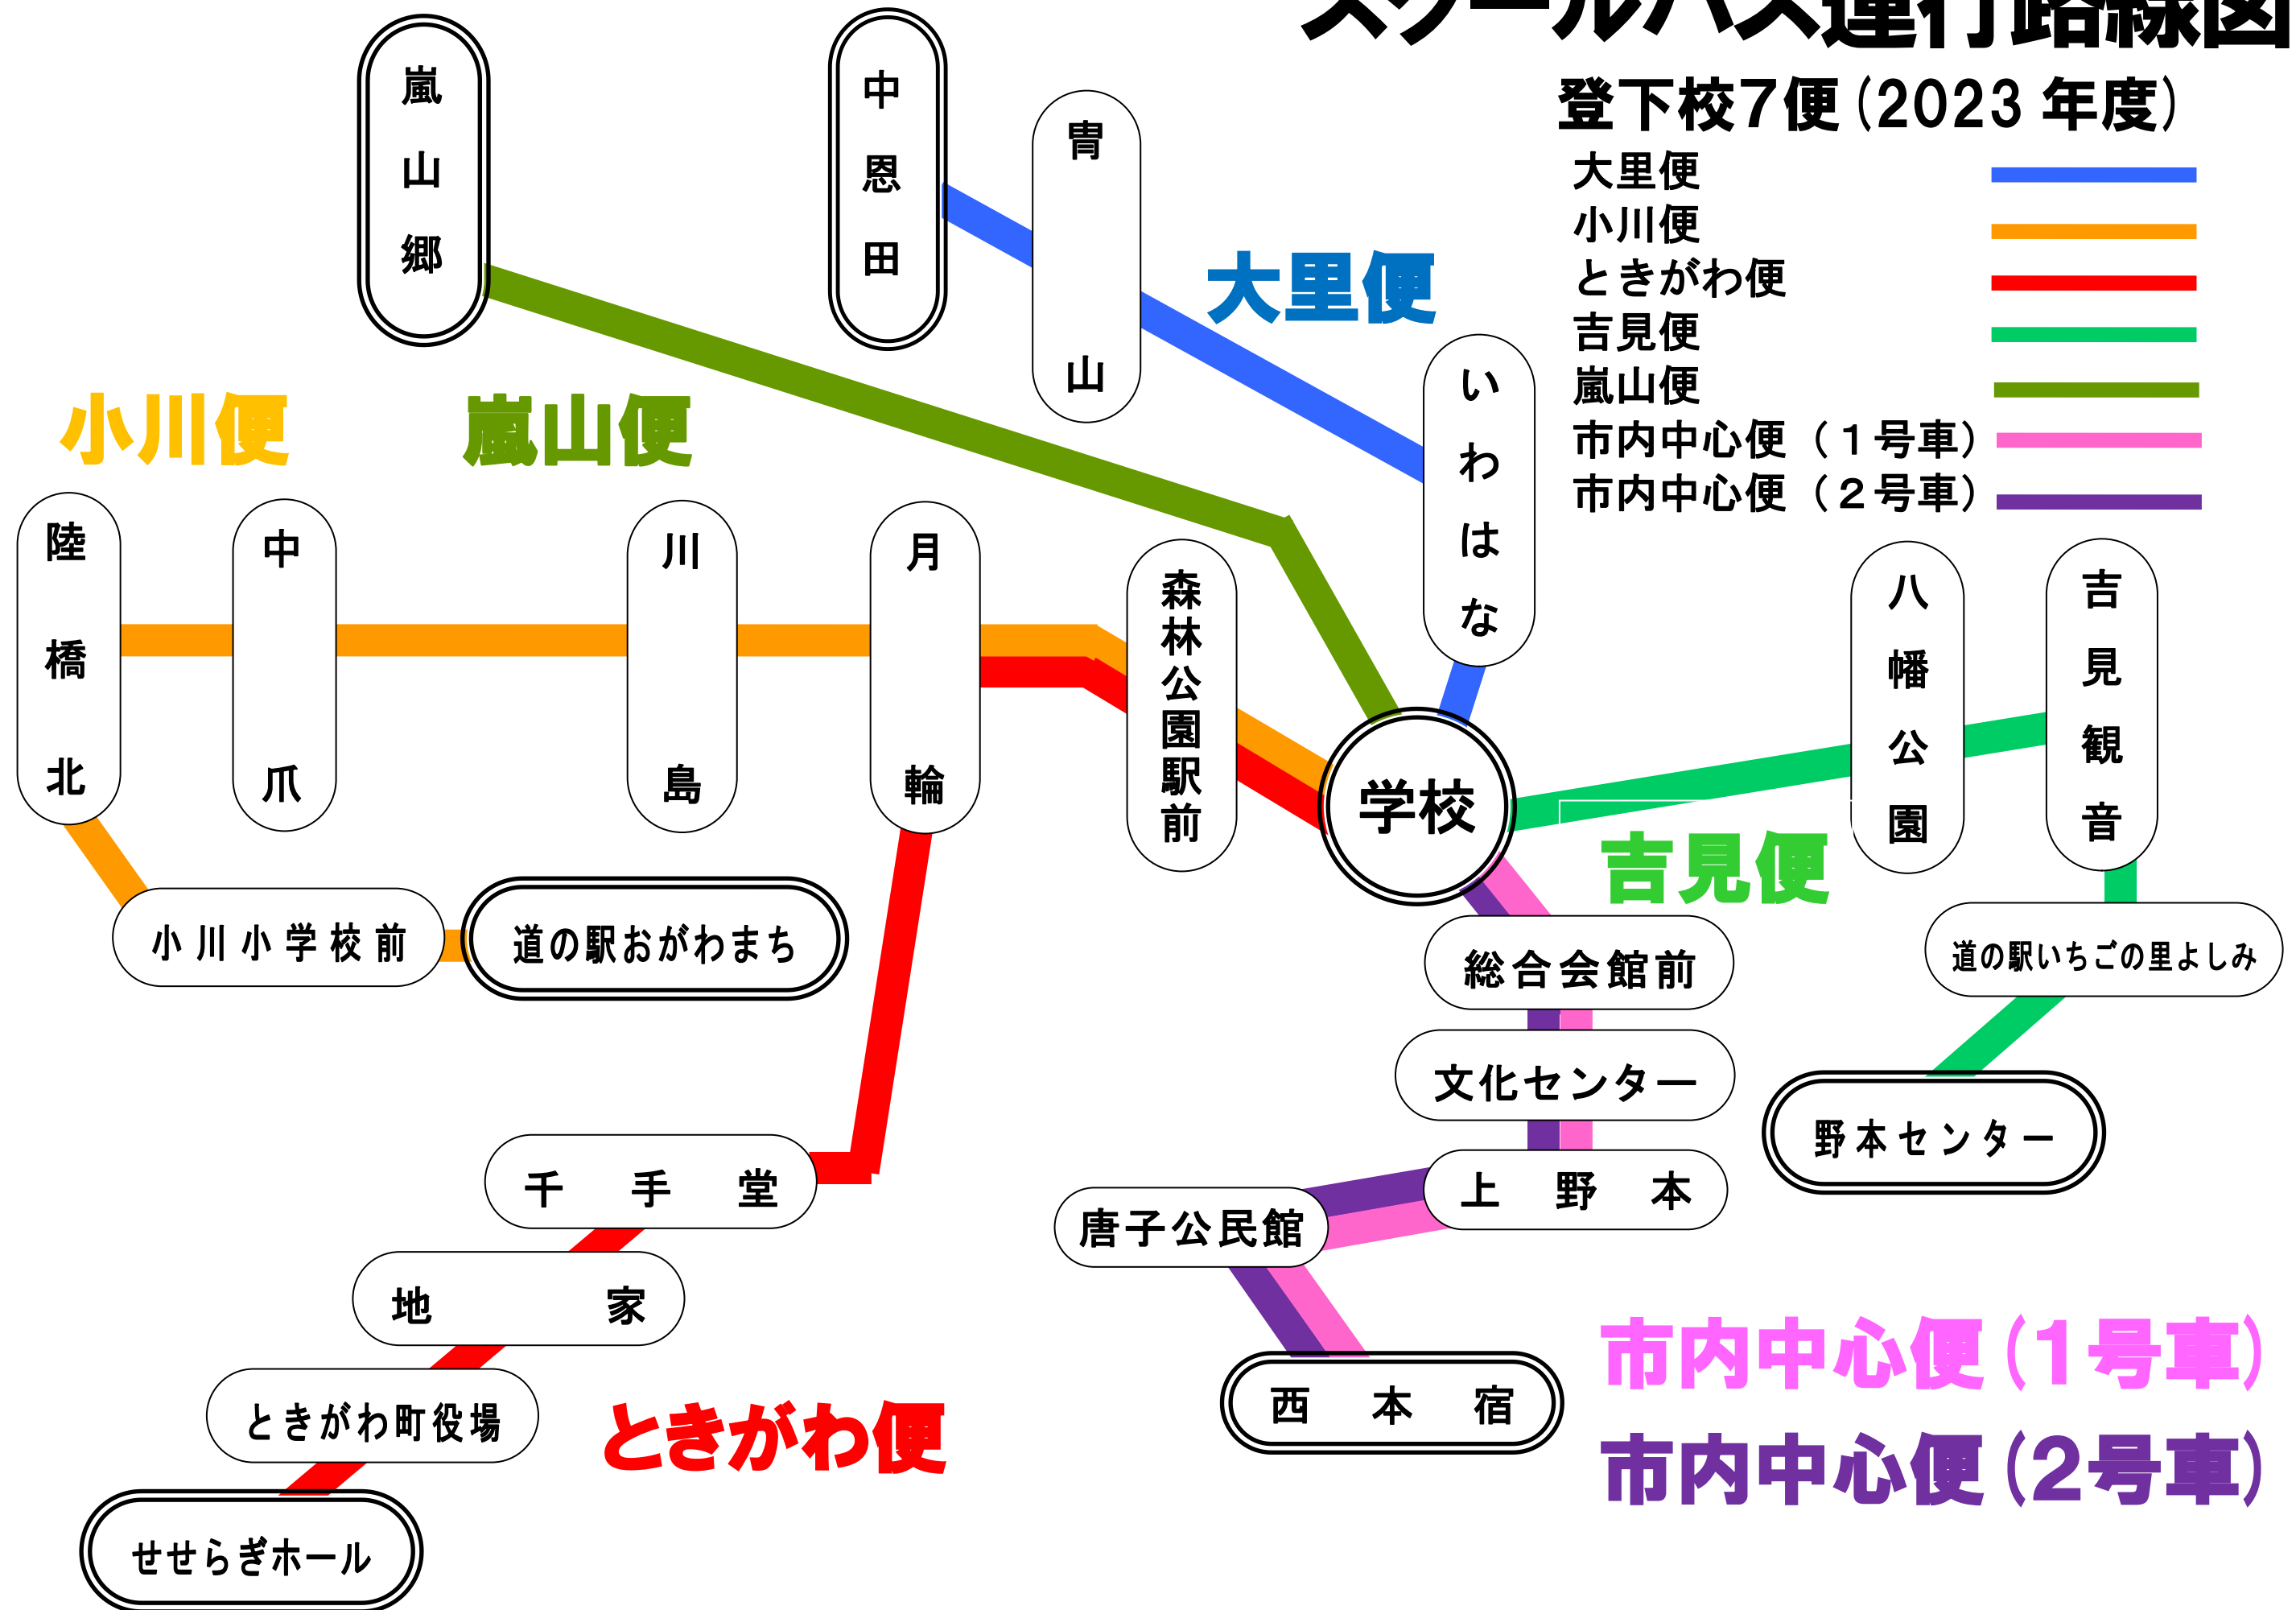 スクールバス運行路線図
登下校7便(2023 年度)
大里便
小川便
ときがわ便
吉見便
嵐山便
市内中心便(1号車)
市内中心便(2号車)
嵐山郷
中恩田
冑山
大里便
いわはな
小川便
嵐山便
陸橋北
中爪
川島
月輪
森林公園駅前
学校
八幡公園
吉見観音
吉見便
小川小学校前
道の駅おがわまち
総合会館前
道の駅いちごの里よしみ
文化センター
野本センター
千手堂
上野本
唐子公民館
地家
ときがわ町役場
ときがわ便
西本宿
市内中心便(1号車)
市内中心便(2号車)
せせらぎホール